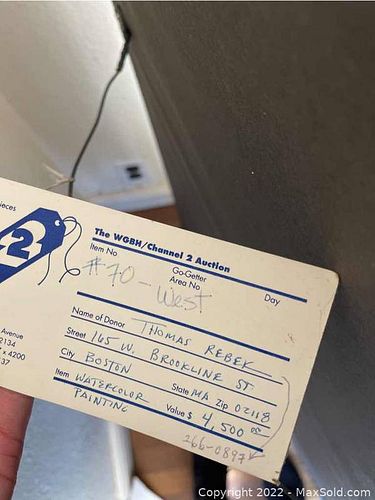 ieces
2
The WGBH/Channel 2 Auction
Item No Go-Getter Area No Day
#70 - West
Name of Donor THOMAS REBEK
Street 165 W. BROOKLINE ST.
City BOSTON State MA Zip 02118
Item WATERCOLOR PAINTING Value $ 4,500 00
266-0897
Avenue
2134
x 4200
37
Copyright 2022 - MaxSold.com